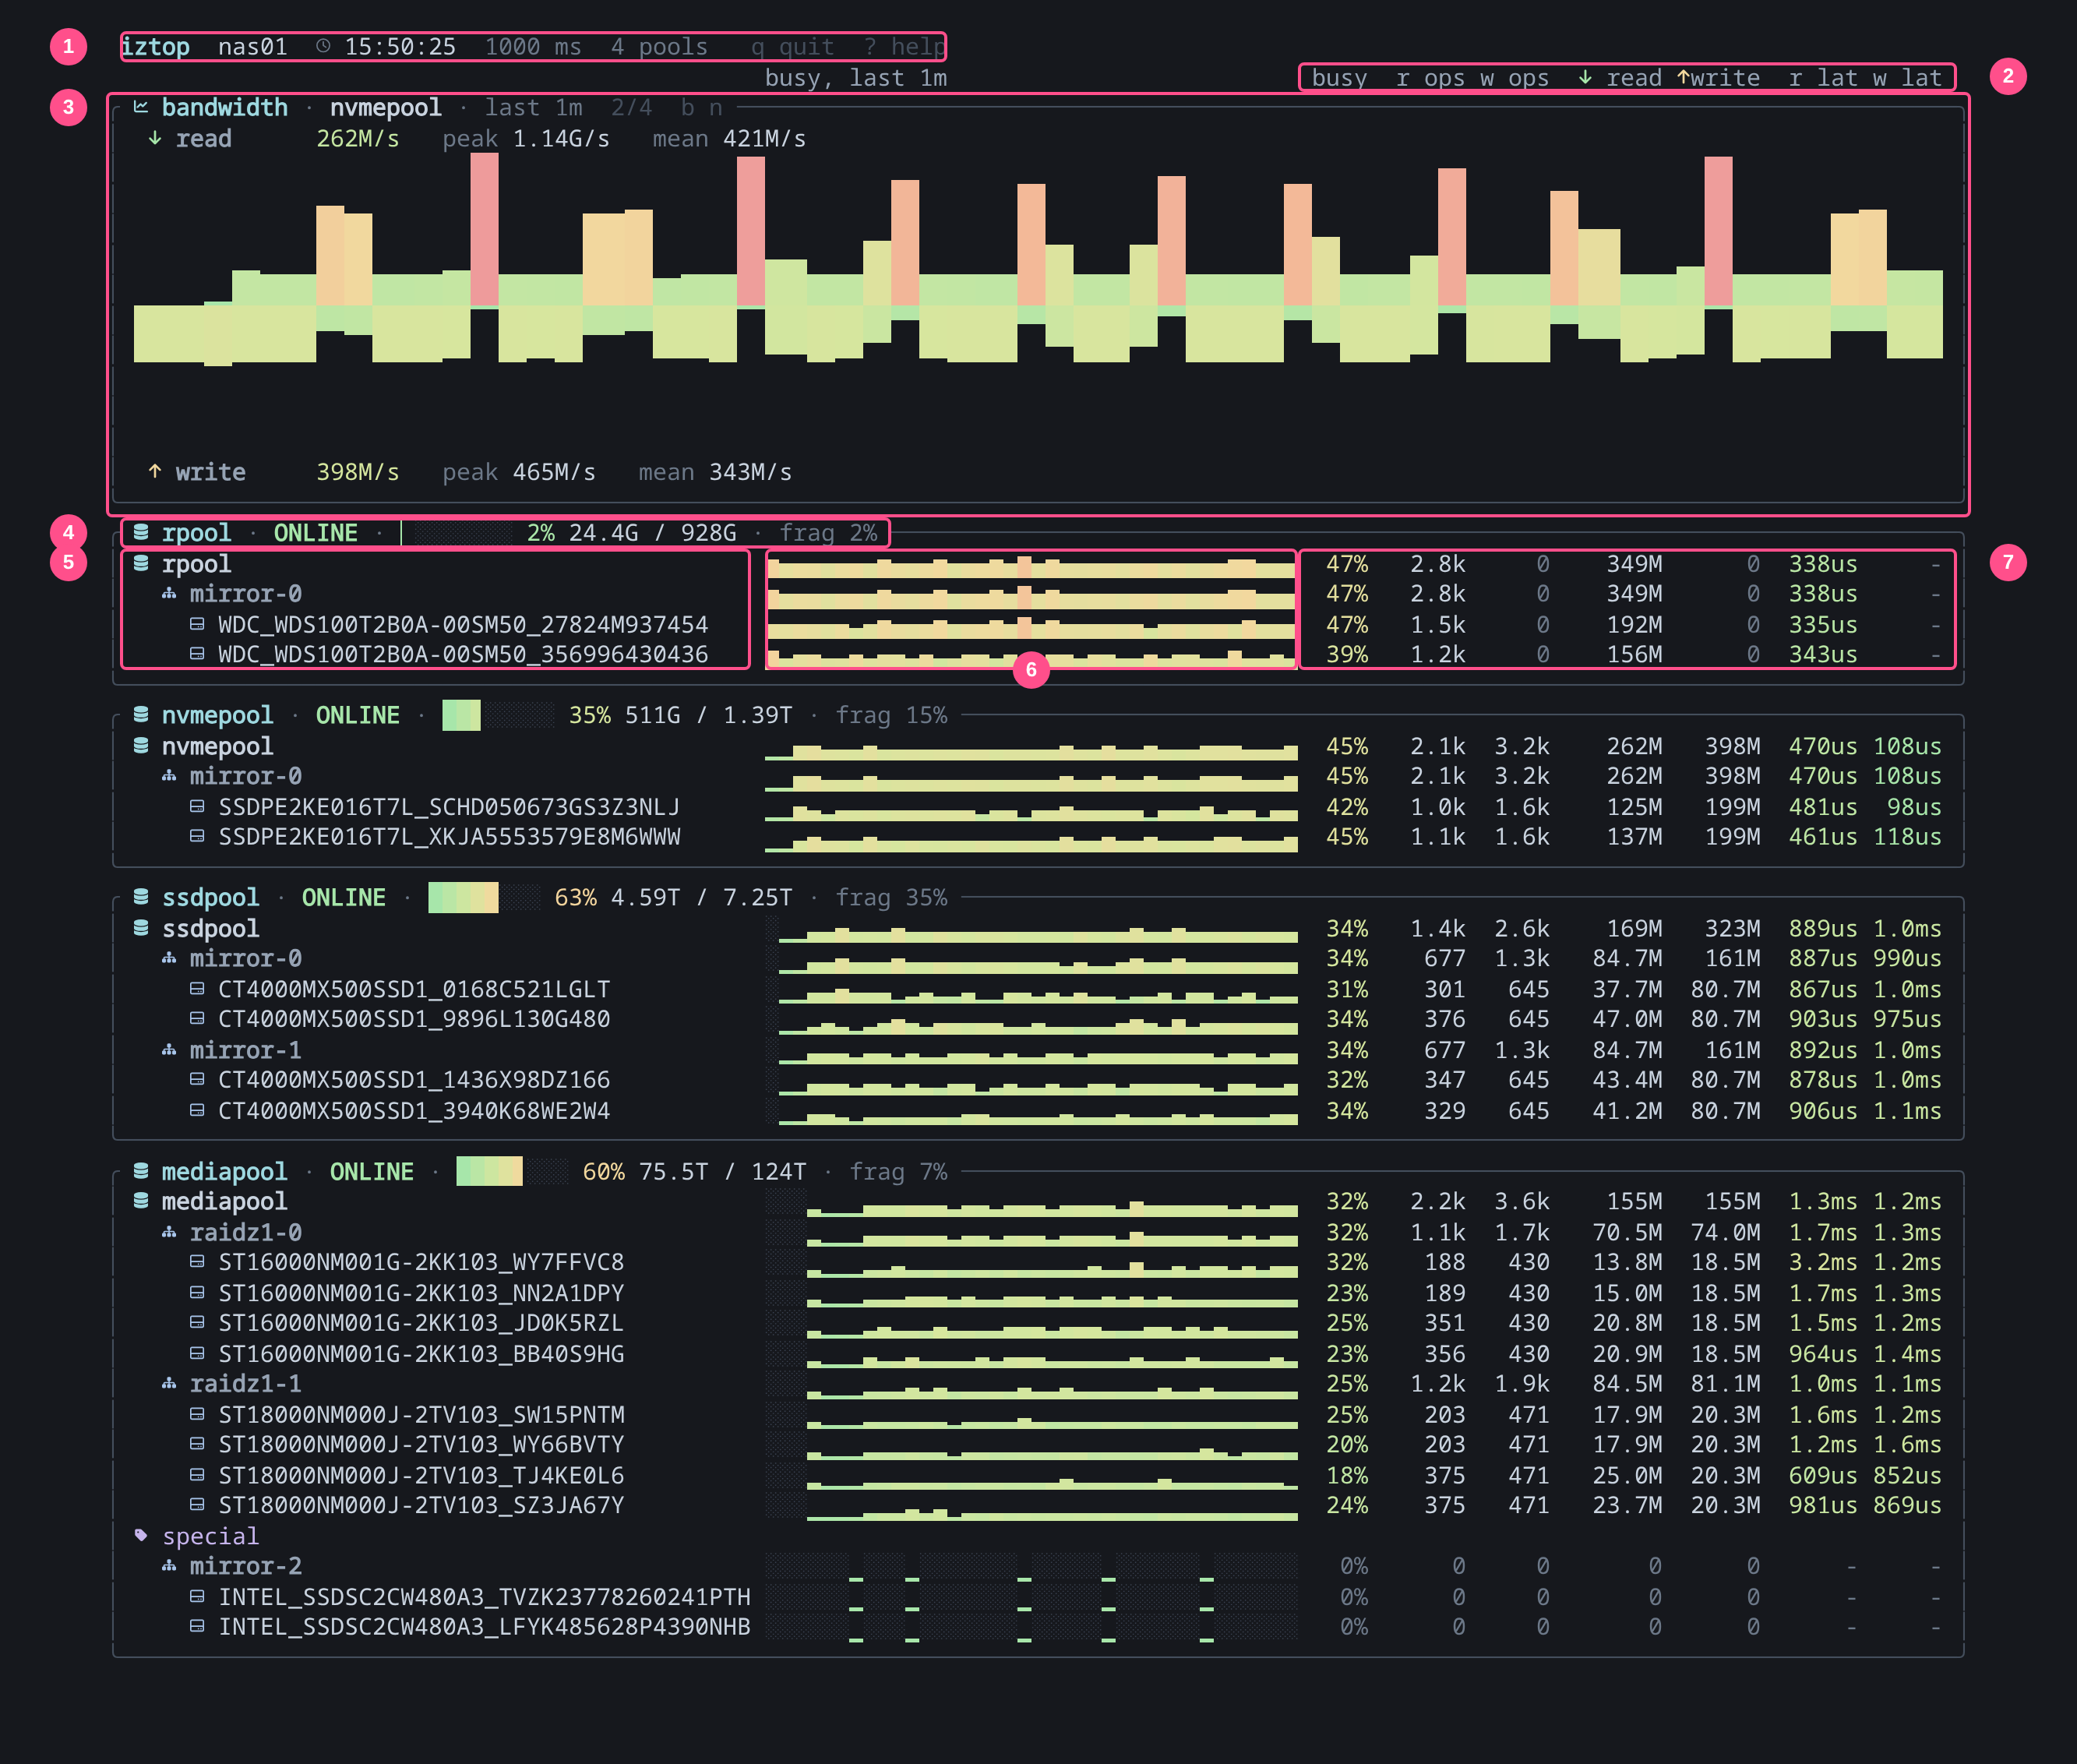 1 iztop nas01 15:50:25 1000 ms 4 pools q quit ? help
busy, last 1m busy r ops w ops ↓ read ↑write r lat w lat 2
3 bandwidth · nvmepool · last 1m 2/4 b n
↓ read 262M/s peak 1.14G/s mean 421M/s
↑ write 398M/s peak 465M/s mean 343M/s
4 rpool · ONLINE · 2% 24.4G / 928G · frag 2%
5 rpool 47% 2.8k 0 349M 0 338us - 7
mirror-0 47% 2.8k 0 349M 0 338us -
WDC_WDS100T2B0A-00SM50_27824M937454 47% 1.5k 0 192M 0 335us -
WDC_WDS100T2B0A-00SM50_356996430436 39% 1.2k 0 156M 0 343us -
6
nvmepool · ONLINE · 35% 511G / 1.39T · frag 15%
nvmepool 45% 2.1k 3.2k 262M 398M 470us 108us
mirror-0 45% 2.1k 3.2k 262M 398M 470us 108us
SSDPE2KE016T7L_SCHD050673GS3Z3NLJ 42% 1.0k 1.6k 125M 199M 481us 98us
SSDPE2KE016T7L_XKJA5553579E8M6WWW 45% 1.1k 1.6k 137M 199M 461us 118us
ssdpool · ONLINE · 63% 4.59T / 7.25T · frag 35%
ssdpool 34% 1.4k 2.6k 169M 323M 889us 1.0ms
mirror-0 34% 677 1.3k 84.7M 161M 887us 990us
CT4000MX500SSD1_0168C521LGLT 31% 301 645 37.7M 80.7M 867us 1.0ms
CT4000MX500SSD1_9896L130G480 34% 376 645 47.0M 80.7M 903us 975us
mirror-1 34% 677 1.3k 84.7M 161M 892us 1.0ms
CT4000MX500SSD1_1436X98DZ166 32% 347 645 43.4M 80.7M 878us 1.0ms
CT4000MX500SSD1_3940K68WE2W4 34% 329 645 41.2M 80.7M 906us 1.1ms
mediapool · ONLINE · 60% 75.5T / 124T · frag 7%
mediapool 32% 2.2k 3.6k 155M 155M 1.3ms 1.2ms
raidz1-0 32% 1.1k 1.7k 70.5M 74.0M 1.7ms 1.3ms
ST16000NM001G-2KK103_WY7FFVC8 32% 188 430 13.8M 18.5M 3.2ms 1.2ms
ST16000NM001G-2KK103_NN2A1DPY 23% 189 430 15.0M 18.5M 1.7ms 1.3ms
ST16000NM001G-2KK103_JD0K5RZL 25% 351 430 20.8M 18.5M 1.5ms 1.2ms
ST16000NM001G-2KK103_BB40S9HG 23% 356 430 20.9M 18.5M 964us 1.4ms
raidz1-1 25% 1.2k 1.9k 84.5M 81.1M 1.0ms 1.1ms
ST18000NM000J-2TV103_SW15PNTM 25% 203 471 17.9M 20.3M 1.6ms 1.2ms
ST18000NM000J-2TV103_WY66BVTY 20% 203 471 17.9M 20.3M 1.2ms 1.6ms
ST18000NM000J-2TV103_TJ4KE0L6 18% 375 471 25.0M 20.3M 609us 852us
ST18000NM000J-2TV103_SZ3JA67Y 24% 375 471 23.7M 20.3M 981us 869us
special
mirror-2 0% 0 0 0 0 - -
INTEL_SSDSC2CW480A3_TVZK23778260241PTH 0% 0 0 0 0 - -
INTEL_SSDSC2CW480A3_LFYK485628P4390NHB 0% 0 0 0 0 - -